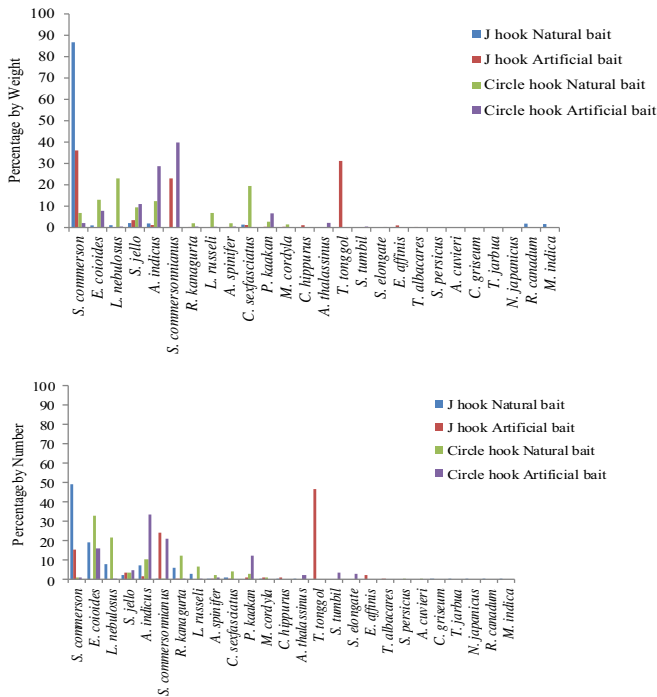 100
90
80
70
60
50
40
30
20
10
0
Percentage by Weight
J hook Natural bait
J hook Artificial bait
Circle hook Natural bait
Circle hook Artificial bait
S. commerson
E. coioides
L. nebulosus
S. jello
A. indicus
S. commersonnianus
R. kanagurta
L. russeli
A. spinifer
C. sexfasciatus
P. kaakan
M. cordyla
C. hippurus
A. thalassinus
T. tonggol
S. tumbil
S. elongate
E. affinis
T. albacares
S. persicus
A. cuvieri
C. griseum
T. jarbua
N. japanicus
R. canadum
M. indica
100
90
80
70
60
50
40
30
20
10
0
Percentage by Number
J hook Natural bait
J hook Artificial bait
Circle hook Natural bait
Circle hook Artificial bait
S. commerson
E. coioides
L. nebulosus
S. jello
A. indicus
S. commersonnianus
R. kanagurta
L. russeli
A. spinifer
C. sexfasciatus
P. kaakan
M. cordyla
C. hippurus
A. thalassinus
T. tonggol
S. tumbil
S. elongate
E. affinis
T. albacares
S. persicus
A. cuvieri
C. griseum
T. jarbua
N. japanicus
R. canadum
M. indica